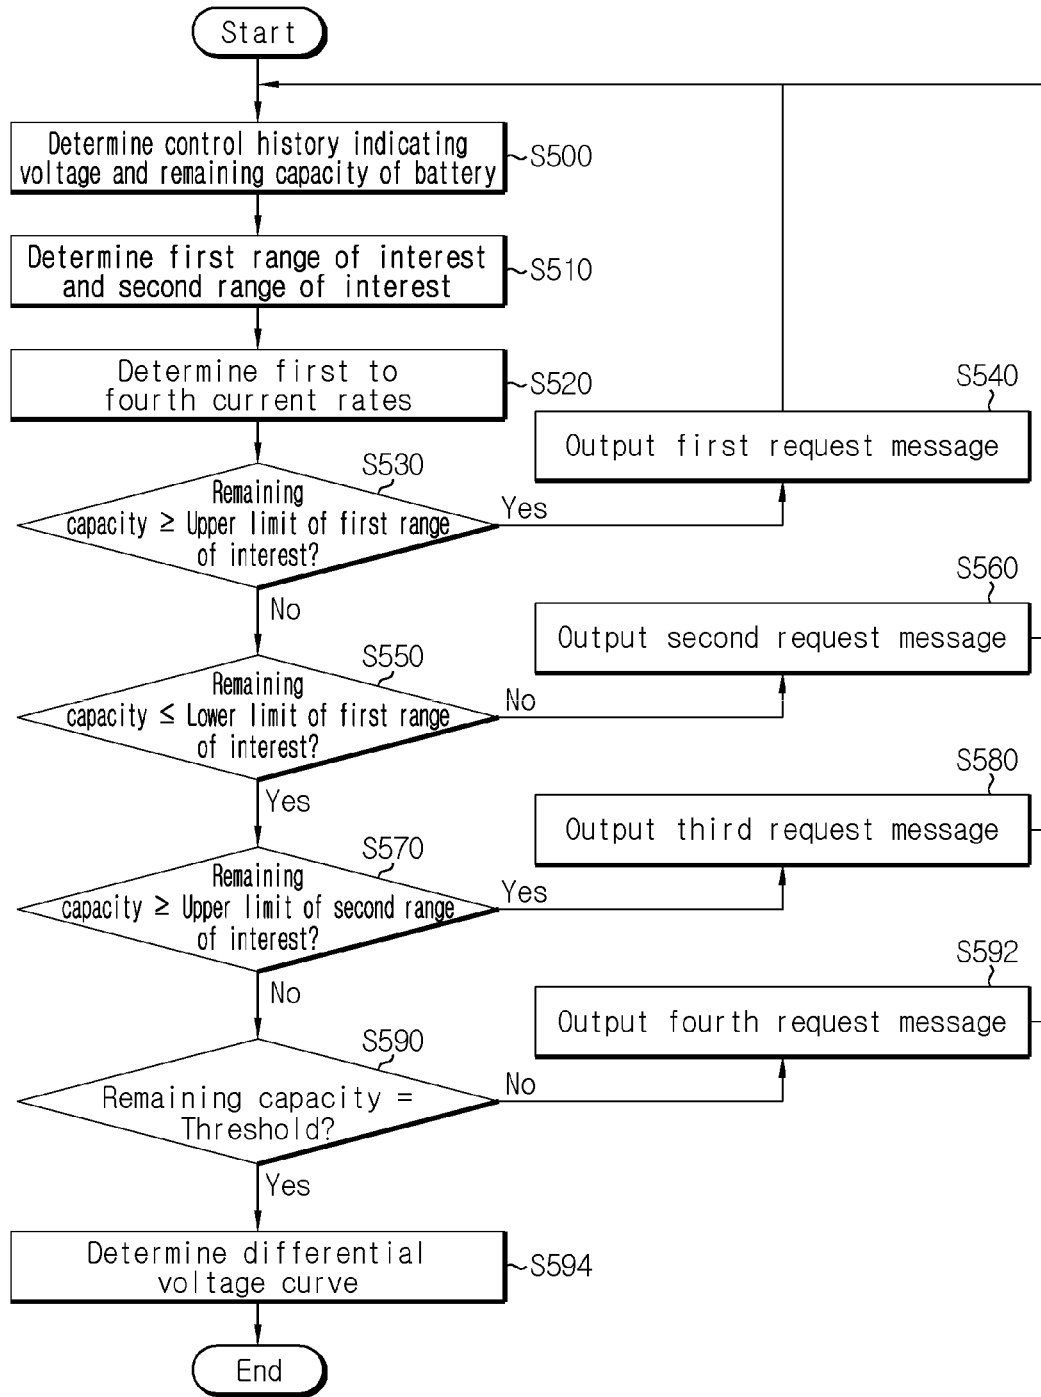 Start
Determine control history indicating
voltage and remaining capacity of battery
S500
Determine first range of interest
and second range of interest
S510
Determine first to
fourth current rates
S520
S540
Output first request message
S530
Remaining
capacity ≥ Upper limit of first range
of interest?
Yes
No
S560
Output second request message
S550
Remaining
capacity ≤ Lower limit of first range
of interest?
No
Yes
S580
Output third request message
S570
Remaining
capacity ≥ Upper limit of second range
of interest?
Yes
No
S592
Output fourth request message
S590
Remaining capacity =
Threshold?
No
Yes
Determine differential
voltage curve
S594
End